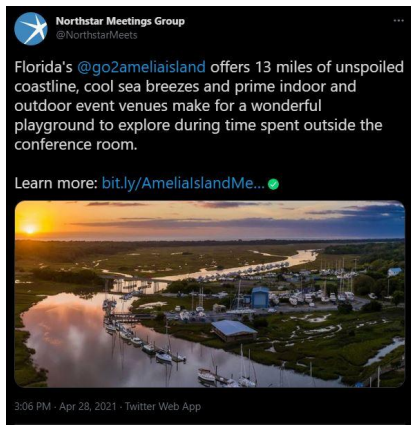 Northstar Meetings Group
@NorthstarMeets
Florida's @go2ameliaisland offers 13 miles of unspoiled
coastline, cool sea breezes and prime indoor and
outdoor event venues make for a wonderful
playground to explore during time spent outside the
conference room.
Learn more: bit.ly/AmeliaIslandMe...
3:06 PM · Apr 28, 2021 · Twitter Web App